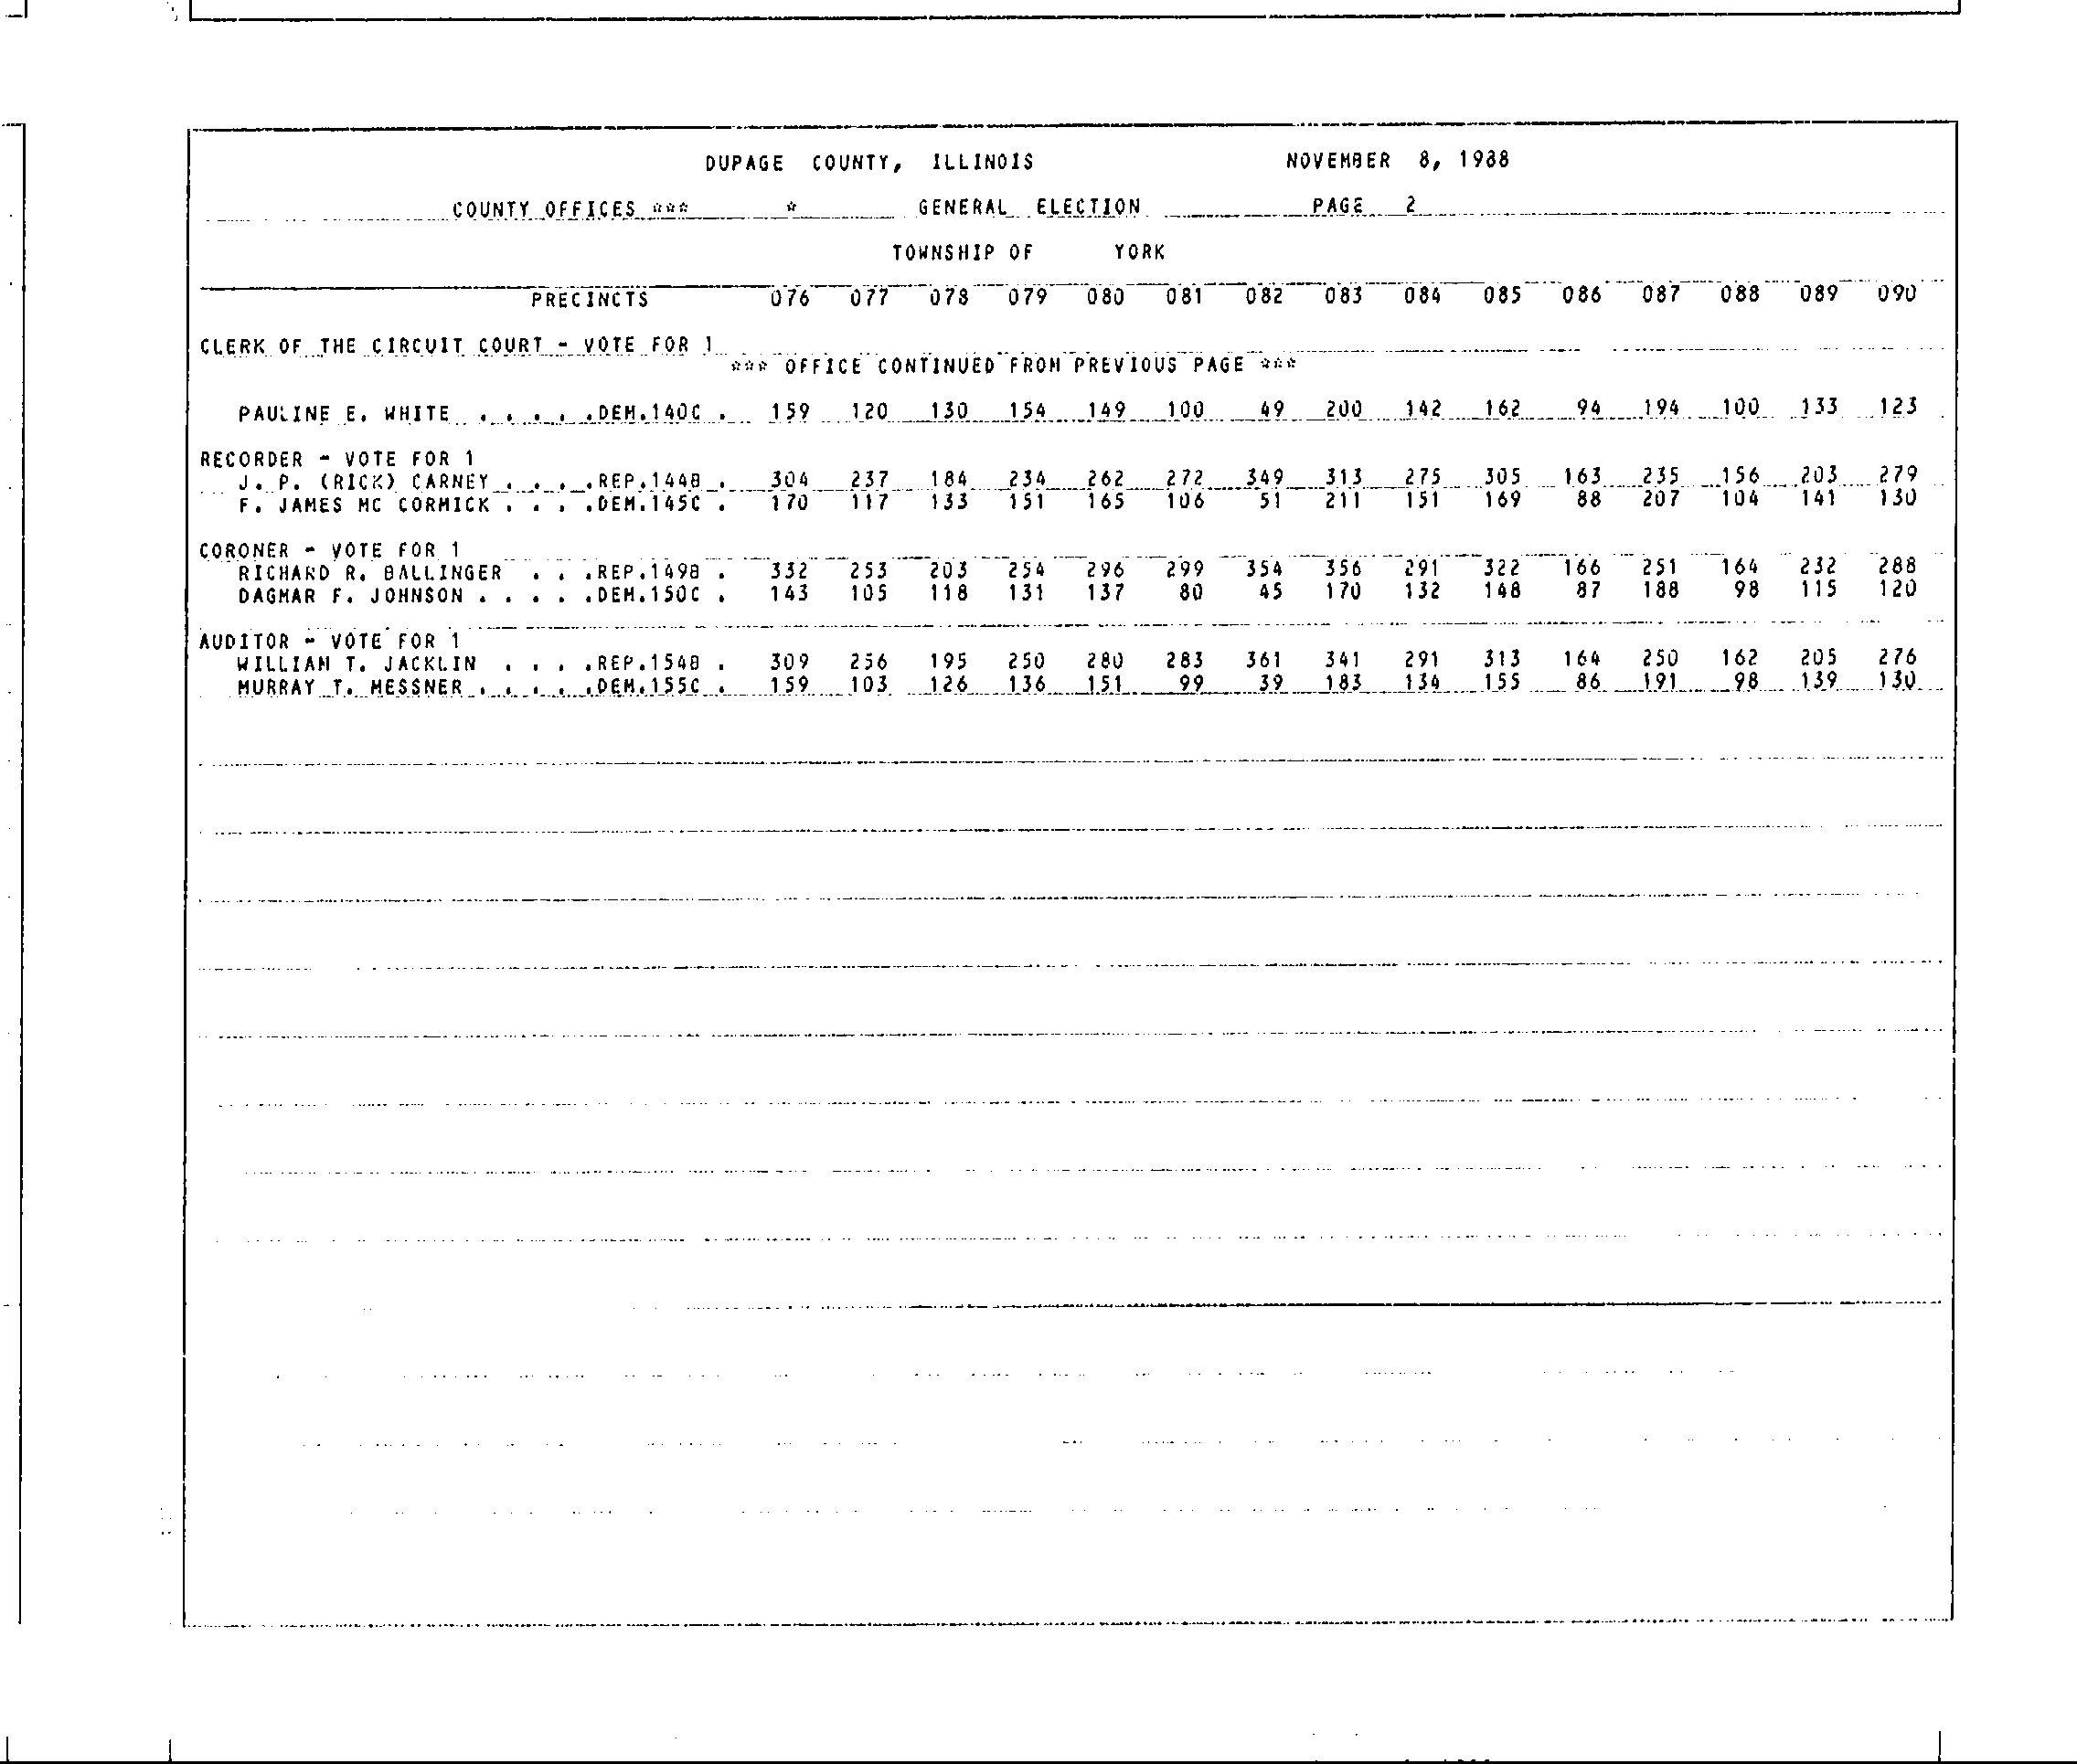 DUPAGE COUNTY, ILLINOIS NOVEMBER 8, 1988
COUNTY OFFICES *** * GENERAL ELECTION PAGE 2
TOWNSHIP OF YORK
PRECINCTS 076 077 078 079 080 081 082 083 084 085 086 087 088 089 090
CLERK OF THE CIRCUIT COURT - VOTE FOR 1
*** OFFICE CONTINUED FROM PREVIOUS PAGE ***
PAULINE E. WHITE . . . . . .DEM.140C . 159 120 130 154 149 100 49 200 142 162 94 194 100 133 123
RECORDER - VOTE FOR 1
J. P. (RICK) CARNEY . . . .REP.144B . 304 237 184 234 262 272 349 313 275 305 163 235 156 203 279
F. JAMES MC CORMICK . . . .DEM.145C . 170 117 133 151 165 106 51 211 151 169 88 207 104 141 130
CORONER - VOTE FOR 1
RICHARD R. BALLINGER . . .REP.149B . 332 253 203 254 296 299 354 356 291 322 166 251 164 232 288
DAGMAR F. JOHNSON . . . . .DEM.150C . 143 105 118 131 137 80 45 170 132 148 87 188 98 115 120
AUDITOR - VOTE FOR 1
WILLIAM T. JACKLIN . . . .REP.154B . 309 256 195 250 280 283 361 341 291 313 164 250 162 205 276
MURRAY T. MESSNER . . . . .DEM.155C . 159 103 126 136 151 99 39 183 134 155 86 191 98 139 130